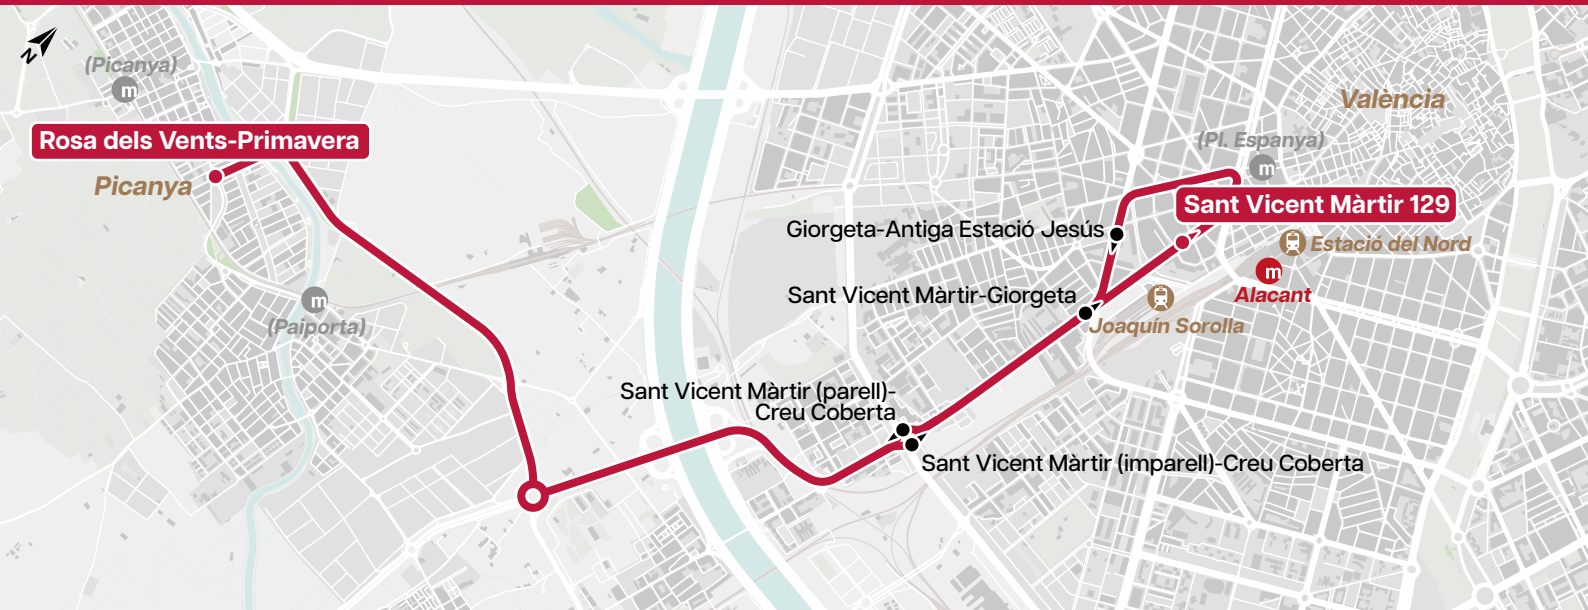 N
(Picanya)
m
Rosa dels Vents-Primavera
Picanya
m
(Paiporta)
València
(Pl. Espanya)
m
Sant Vicent Màrtir 129
Giorgeta-Antiga Estació Jesús
Estació del Nord
m
Alacant
Sant Vicent Màrtir-Giorgeta
Joaquín Sorolla
Sant Vicent Màrtir (parell)-
Creu Coberta
Sant Vicent Màrtir (imparell)-Creu Coberta